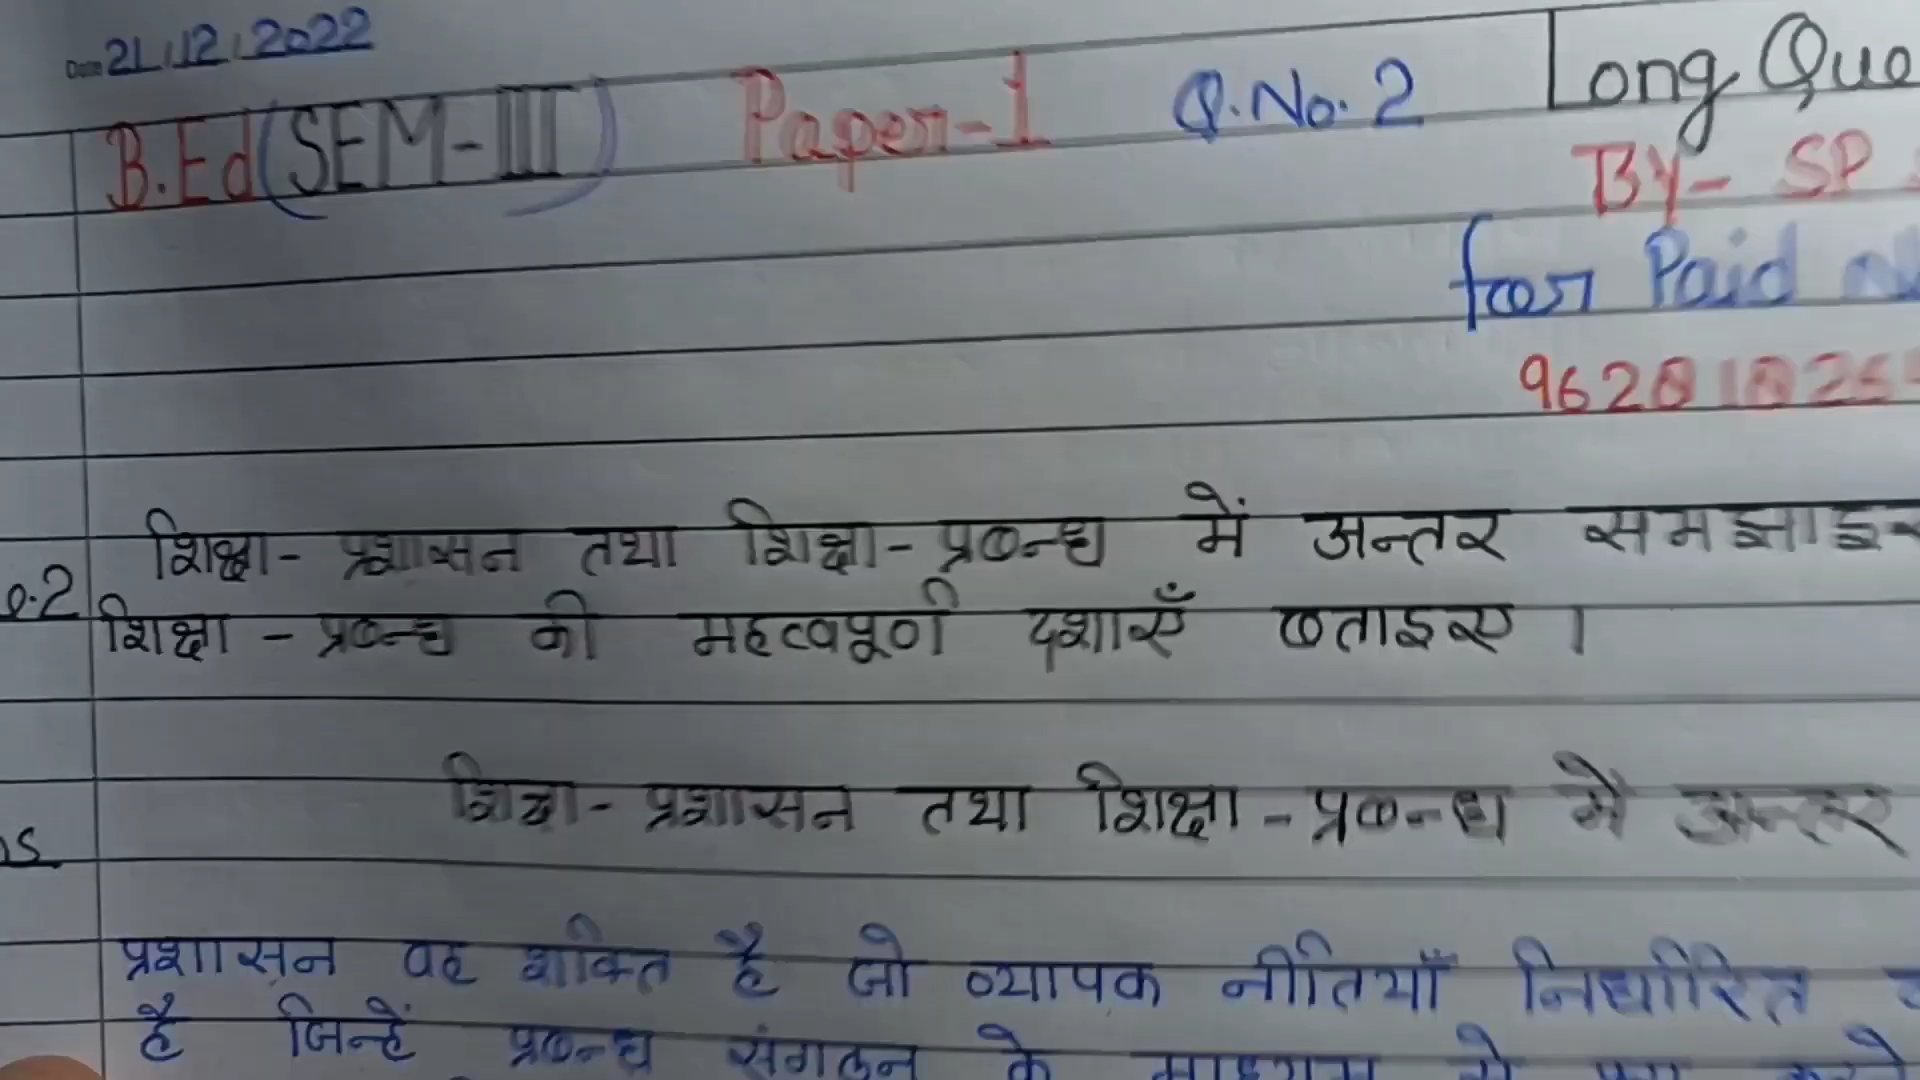 Date 21/12/2022
B.Ed(SEM-III) Paper-1 Q.No.2 Long Que
BY- SP
for Paid
शिक्षा- प्रशासन तथा शिक्षा-प्रबन्ध में अन्तर समझाइए
Q.2 शिक्षा - प्रबन्ध की महत्वपूर्ण दशाएँ बताइए ।
शिक्षा- प्रशासन तथा शिक्षा-प्रबन्ध में अन्तर
प्रशासन वह शक्ति है जो व्यापक नीतियाँ निर्धारित
है जिन्हें प्रबन्ध संगठन के माध्यम से